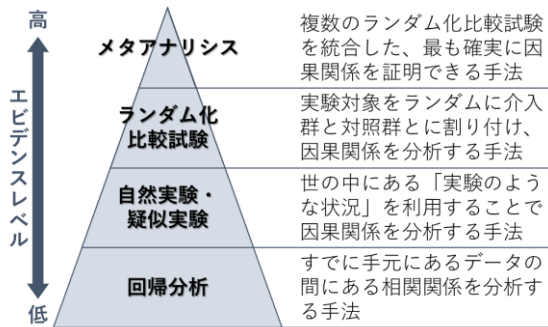 高
エビデンスレベル
低
メタアナリシス
複数のランダム化比較試験
を統合した、最も確実に因
果関係を証明できる手法
ランダム化
比較試験
実験対象をランダムに介入
群と対照群とに割り付け、
因果関係を分析する手法
自然実験・
疑似実験
世の中にある「実験のよう
な状況」を利用することで
因果関係を分析する手法
回帰分析
すでに手元にあるデータの
間にある相関関係を分析す
る手法